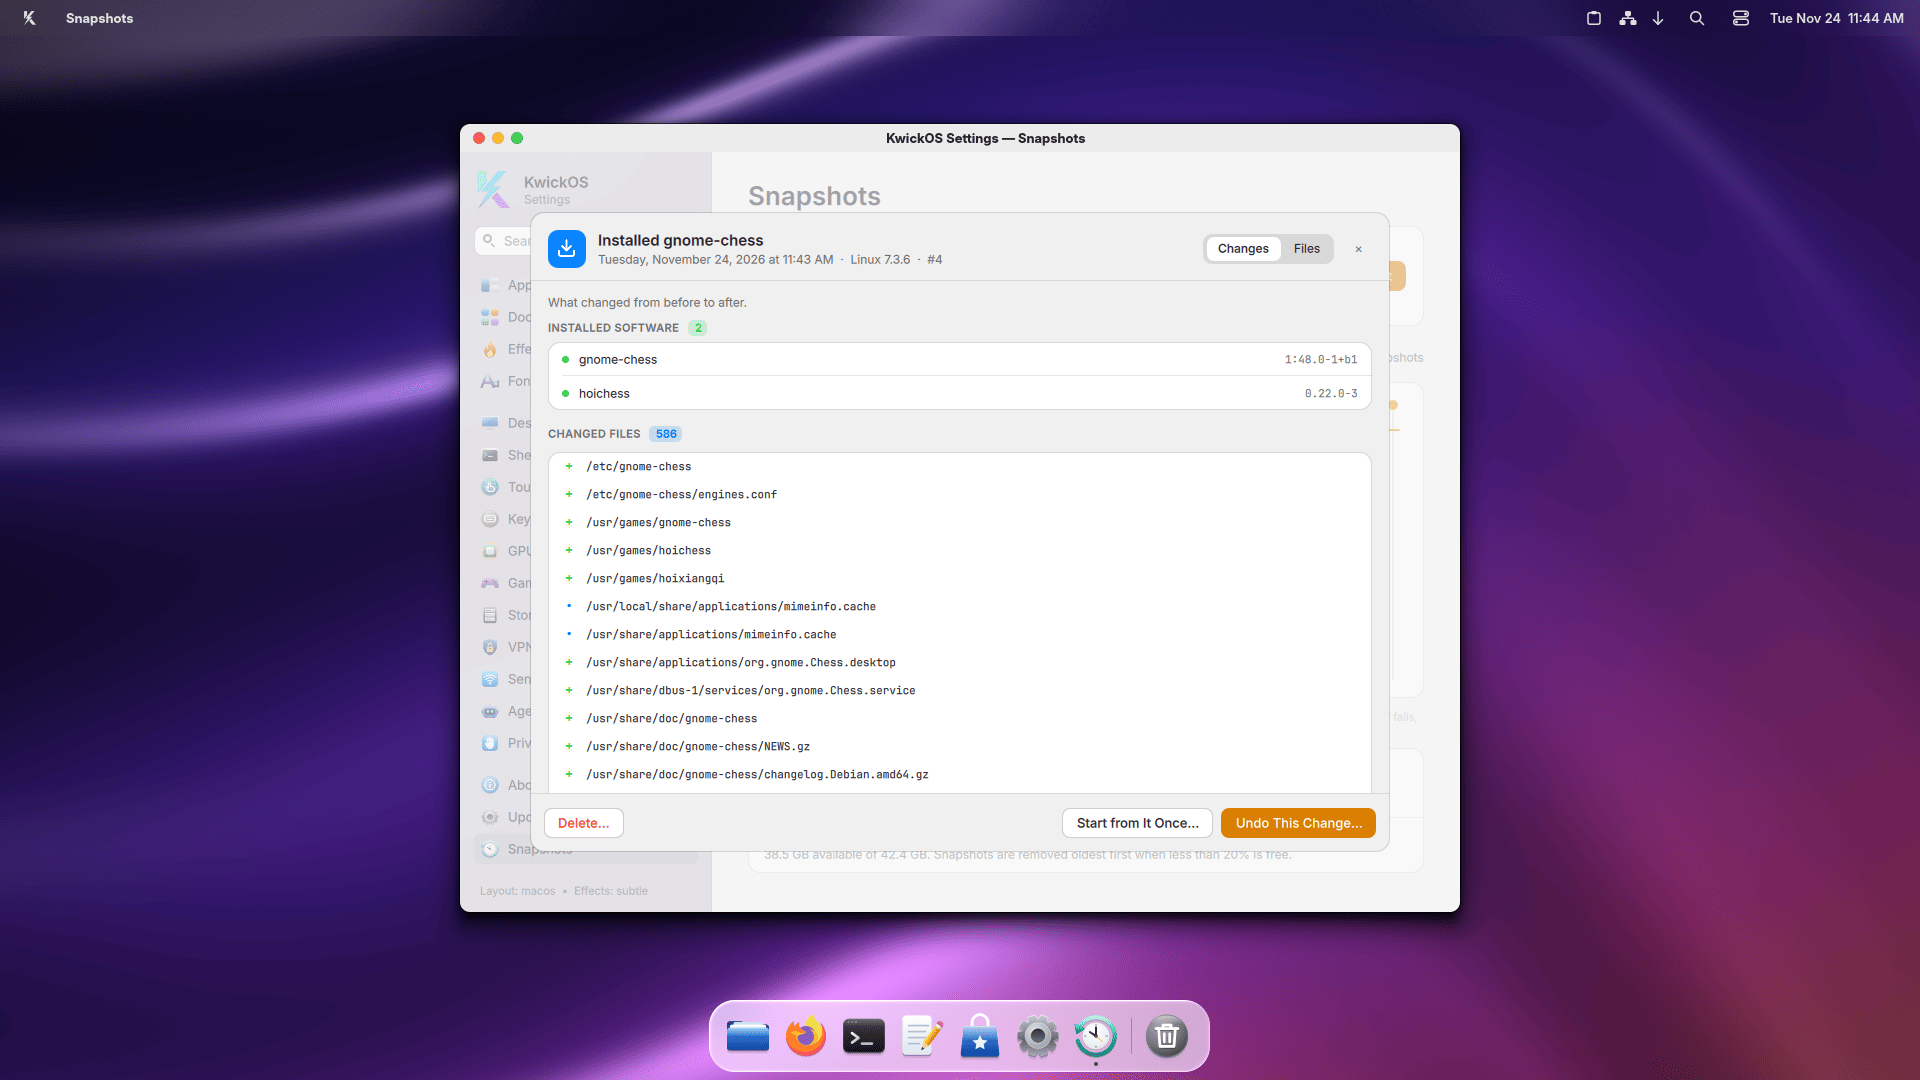 Snapshots
Tue Nov 24 11:44 AM
KwickOS Settings — Snapshots
KwickOS
Settings
Snapshots
Installed gnome-chess
Tuesday, November 24, 2026 at 11:43 AM · Linux 7.3.6 · #4
Changes
Files
×
What changed from before to after.
INSTALLED SOFTWARE 2
gnome-chess 1:48.0-1+b1
hoichess 0.22.0-3
CHANGED FILES 586
+ /etc/gnome-chess
+ /etc/gnome-chess/engines.conf
+ /usr/games/gnome-chess
+ /usr/games/hoichess
+ /usr/games/hoixiangqi
• /usr/local/share/applications/mimeinfo.cache
• /usr/share/applications/mimeinfo.cache
+ /usr/share/applications/org.gnome.Chess.desktop
+ /usr/share/dbus-1/services/org.gnome.Chess.service
+ /usr/share/doc/gnome-chess
+ /usr/share/doc/gnome-chess/NEWS.gz
+ /usr/share/doc/gnome-chess/changelog.Debian.amd64.gz
Delete...
Start from It Once...
Undo This Change...
Snapshots
38.5 GB available of 42.4 GB. Snapshots are removed oldest first when less than 20% is free.
Layout: macos • Effects: subtle